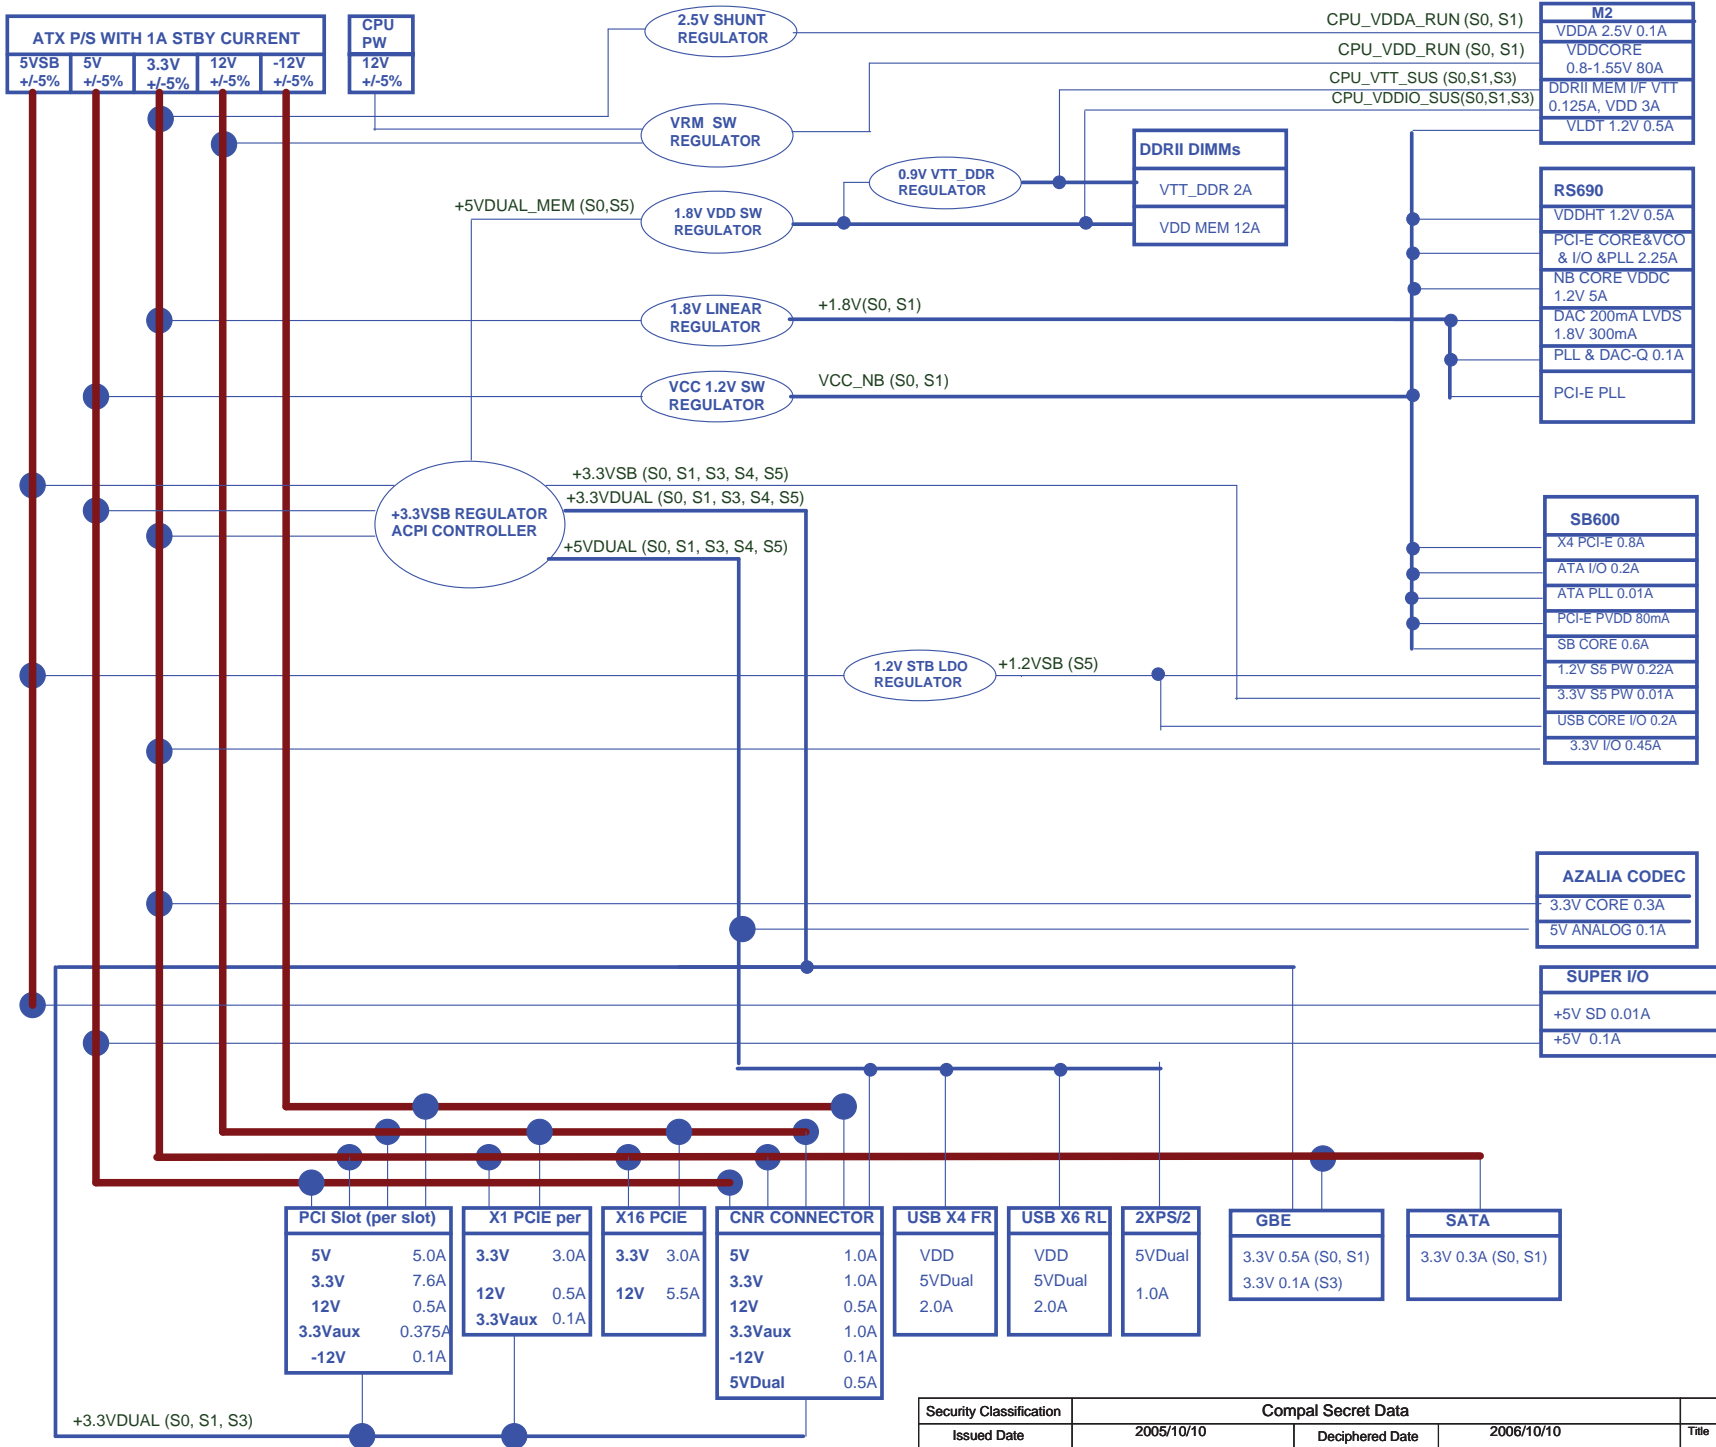 ATX P/S WITH 1A STBY CURRENT
5VSB
+/-5%
5V
+/-5%
3.3V
+/-5%
12V
+/-5%
-12V
+/-5%
CPU
PW
12V
+/-5%
2.5V SHUNT
REGULATOR
VRM SW
REGULATOR
+5VDUAL_MEM (S0,S5)
1.8V VDD SW
REGULATOR
0.9V VTT_DDR
REGULATOR
1.8V LINEAR
REGULATOR
+1.8V(S0, S1)
VCC 1.2V SW
REGULATOR
VCC_NB (S0, S1)
+3.3VSB REGULATOR
ACPI CONTROLLER
+3.3VSB (S0, S1, S3, S4, S5)
+3.3VDUAL (S0, S1, S3, S4, S5)
+5VDUAL (S0, S1, S3, S4, S5)
1.2V STB LDO
REGULATOR
+1.2VSB (S5)
CPU_VDDA_RUN (S0, S1)
CPU_VDD_RUN (S0, S1)
CPU_VTT_SUS (S0,S1,S3)
CPU_VDDIO_SUS(S0,S1,S3)
M2
VDDA 2.5V 0.1A
VDDCORE
0.8-1.55V 80A
DDRII MEM I/F VTT
0.125A, VDD 3A
VLDT 1.2V 0.5A
DDRII DIMMs
VTT_DDR 2A
VDD MEM 12A
RS690
VDDHT 1.2V 0.5A
PCI-E CORE&VCO
& I/O &PLL 2.25A
NB CORE VDDC
1.2V 5A
DAC 200mA LVDS
1.8V 300mA
PLL & DAC-Q 0.1A
PCI-E PLL
SB600
X4 PCI-E 0.8A
ATA I/O 0.2A
ATA PLL 0.01A
PCI-E PVDD 80mA
SB CORE 0.6A
1.2V S5 PW 0.22A
3.3V S5 PW 0.01A
USB CORE I/O 0.2A
3.3V I/O 0.45A
AZALIA CODEC
3.3V CORE 0.3A
5V ANALOG 0.1A
SUPER I/O
+5V SD 0.01A
+5V 0.1A
PCI Slot (per slot)
5V 5.0A
3.3V 7.6A
12V 0.5A
3.3Vaux 0.375A
-12V 0.1A
X1 PCIE per
3.3V 3.0A
12V 0.5A
3.3Vaux 0.1A
X16 PCIE
3.3V 3.0A
12V 5.5A
CNR CONNECTOR
5V 1.0A
3.3V 1.0A
12V 0.5A
3.3Vaux 1.0A
-12V 0.1A
5VDual 0.5A
USB X4 FR
VDD
5VDual
2.0A
USB X6 RL
VDD
5VDual
2.0A
2XPS/2
5VDual
1.0A
GBE
3.3V 0.5A (S0, S1)
3.3V 0.1A (S3)
SATA
3.3V 0.3A (S0, S1)
+3.3VDUAL (S0, S1, S3)
Security Classification
Compal Secret Data
Issued Date
2005/10/10
Deciphered Date
2006/10/10
Title